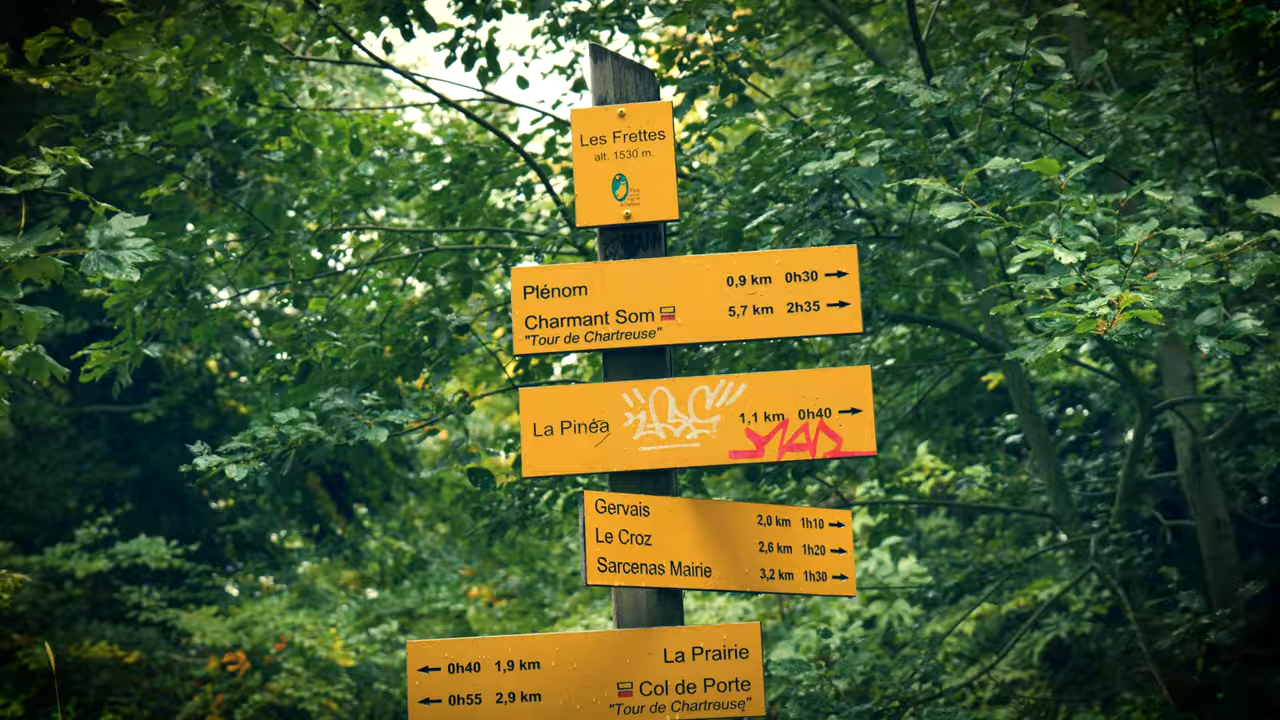 Les Frettes
alt. 1530 m.
Plénom 0,9 km 0h30
Charmant Som 5,7 km 2h35
"Tour de Chartreuse"
La Pinéa 1,1 km 0h40
Gervais 2,0 km 1h10
Le Croz 2,6 km 1h20
Sarcenas Mairie 3,2 km 1h30
0h40 1,9 km La Prairie
0h55 2,9 km Col de Porte
"Tour de Chartreuse"